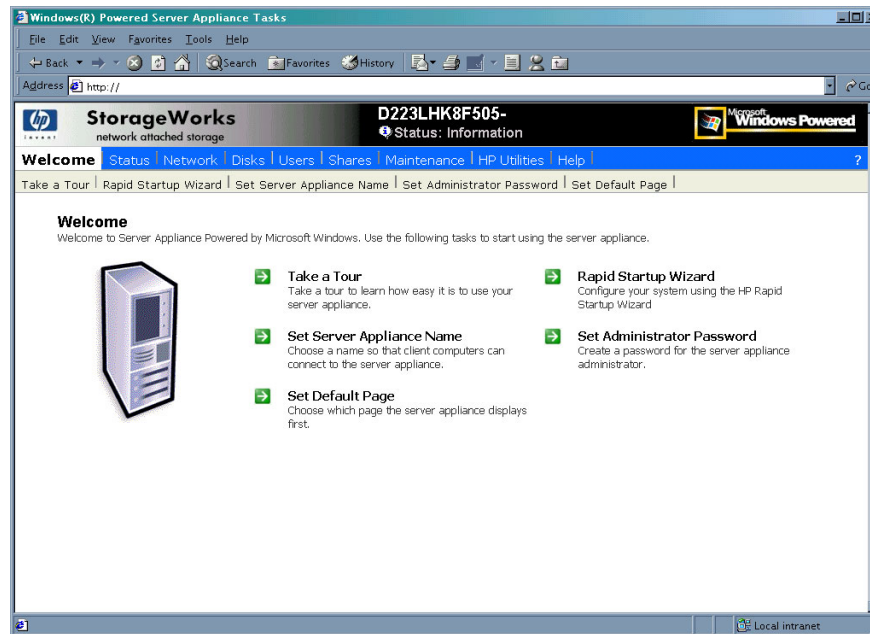 Windows(R) Powered Server Appliance Tasks
File Edit View Favorites Tools Help
Back Search Favorites History
Address http:// Go
hp
invent
StorageWorks
network attached storage
D223LHK8F505-
Status: Information
Microsoft
Windows Powered
Welcome Status Network Disks Users Shares Maintenance HP Utilities Help ?
Take a Tour Rapid Startup Wizard Set Server Appliance Name Set Administrator Password Set Default Page
Welcome
Welcome to Server Appliance Powered by Microsoft Windows. Use the following tasks to start using the server appliance.
Take a Tour
Take a tour to learn how easy it is to use your
server appliance.
Rapid Startup Wizard
Configure your system using the HP Rapid
Startup Wizard
Set Server Appliance Name
Choose a name so that client computers can
connect to the server appliance.
Set Administrator Password
Create a password for the server appliance
administrator.
Set Default Page
Choose which page the server appliance displays
first.
Local intranet